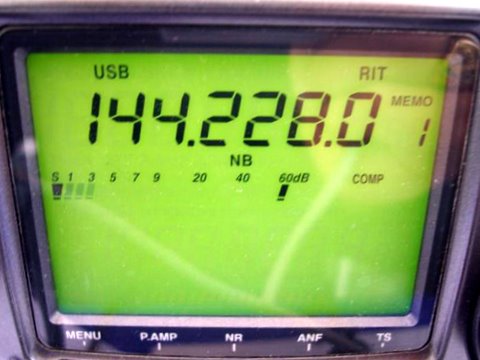 USB RIT
144.228.0 MEMO 1
NB
S 1 3 5 7 9 20 40 60dB COMP
MENU P.AMP NR ANF TS